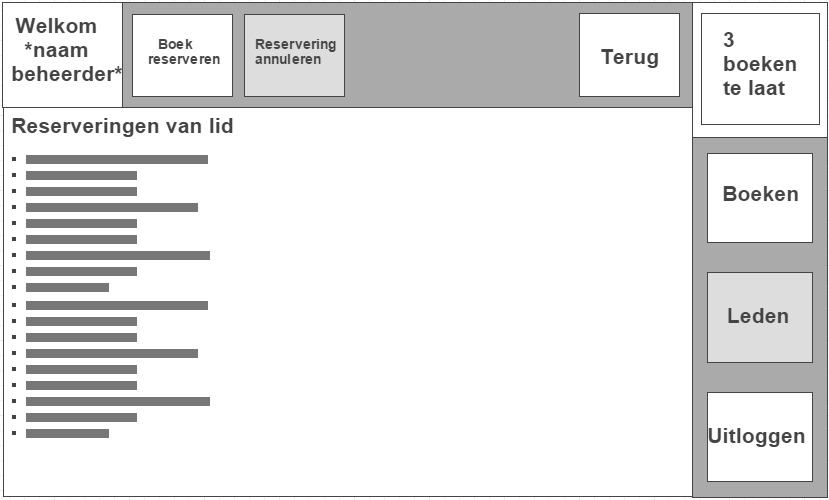 Welkom
*naam
beheerder*
Boek
reserveren
Reservering
annuleren
Terug
3
boeken
te laat
Reserveringen van lid
Boeken
Leden
Uitloggen